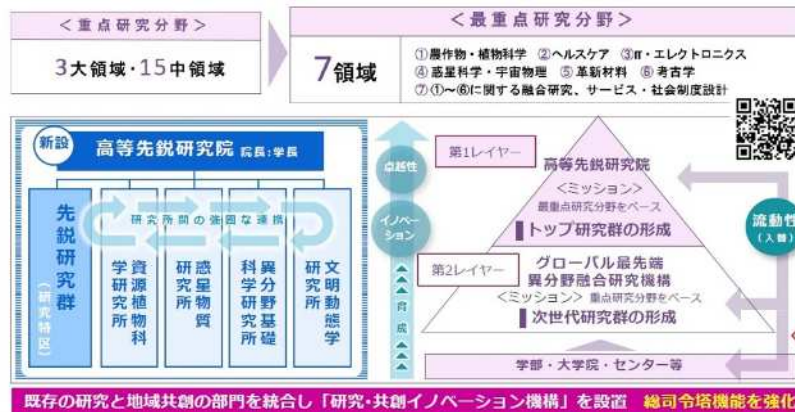 ＜重点研究分野＞
3大領域・15中領域
＜最重点研究分野＞
7領域
①農作物・植物科学 ②ヘルスケア ③IT・エレクトロニクス
④惑星科学・宇宙物理 ⑤革新材料 ⑥考古学
⑦①～⑥に関する融合研究、サービス・社会制度設計
新設
高等先鋭研究院 院長：学長
研究所間の強固な連携
先鋭研究群
（研究特区）
資源植物科
学研究所
惑星物質
研究所
異分野基礎
科学研究所
文明動態学
研究所
卓越性
イノベー
ション
育成
第1レイヤー
高等先鋭研究院
＜ミッション＞
最重点研究分野をベース
トップ研究群の形成
第2レイヤー
グローバル最先端
異分野融合研究機構
＜ミッション＞ 重点研究分野をベース
次世代研究群の形成
流動性
（入替）
学部・大学院・センター等
既存の研究と地域共創の部門を統合し「研究・共創イノベーション機構」を設置 総司令塔機能を強化